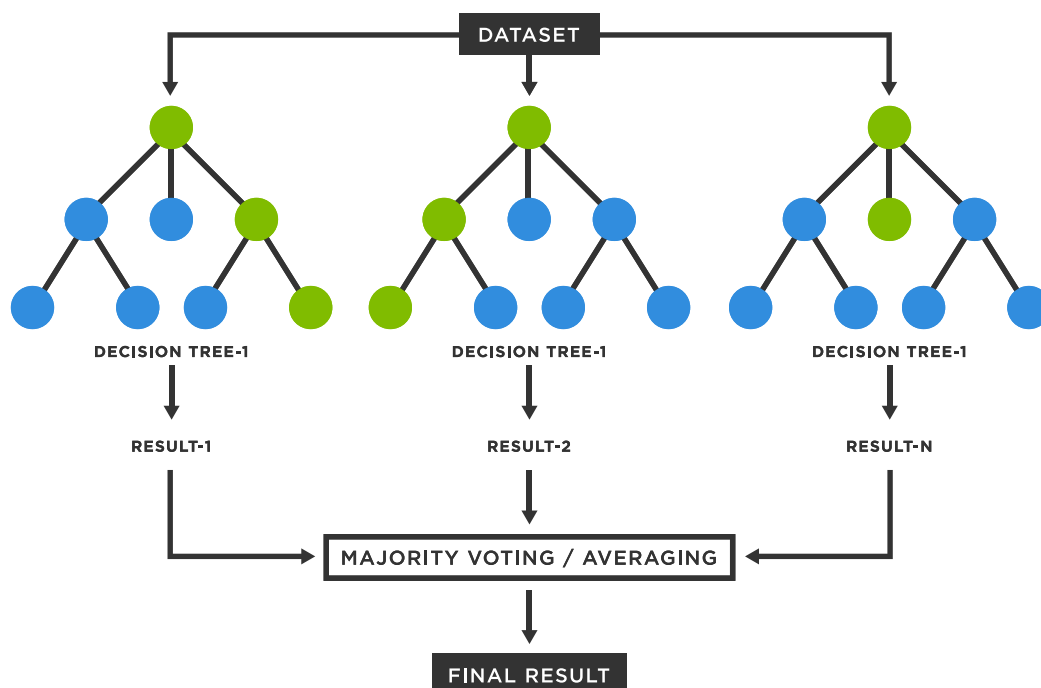 DATASET
DECISION TREE-1
DECISION TREE-1
DECISION TREE-1
RESULT-1
RESULT-2
RESULT-N
MAJORITY VOTING / AVERAGING
FINAL RESULT